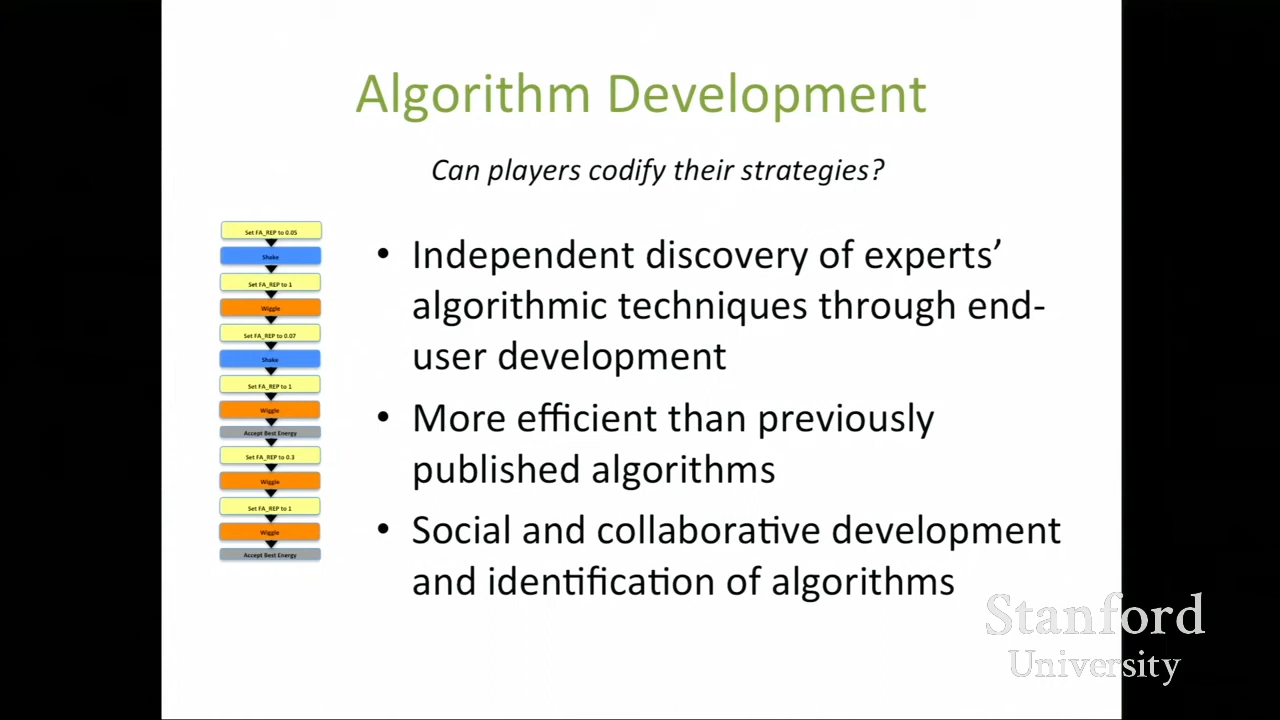 Algorithm Development
Can players codify their strategies?
Set FA_REP to 0.05
Shake
Set FA_REP to 1
Wiggle
Set FA_REP to 0.07
Shake
Set FA_REP to 1
Wiggle
Accept Best Energy
Set FA_REP to 0.3
Wiggle
Set FA_REP to 1
Wiggle
Accept Best Energy
• Independent discovery of experts’
algorithmic techniques through end-
user development
• More efficient than previously
published algorithms
• Social and collaborative development
and identification of algorithms
Stanford
University